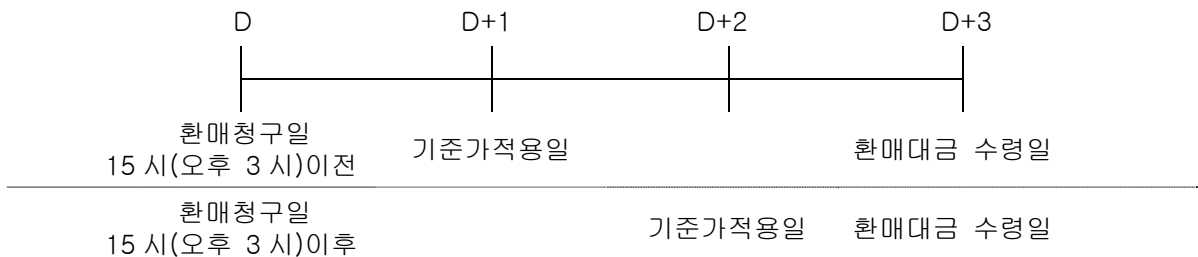 D D+1 D+2 D+3
환매청구일
15 시(오후 3 시)이전
기준가적용일
환매대금 수령일
환매청구일
15 시(오후 3 시)이후
기준가적용일
환매대금 수령일